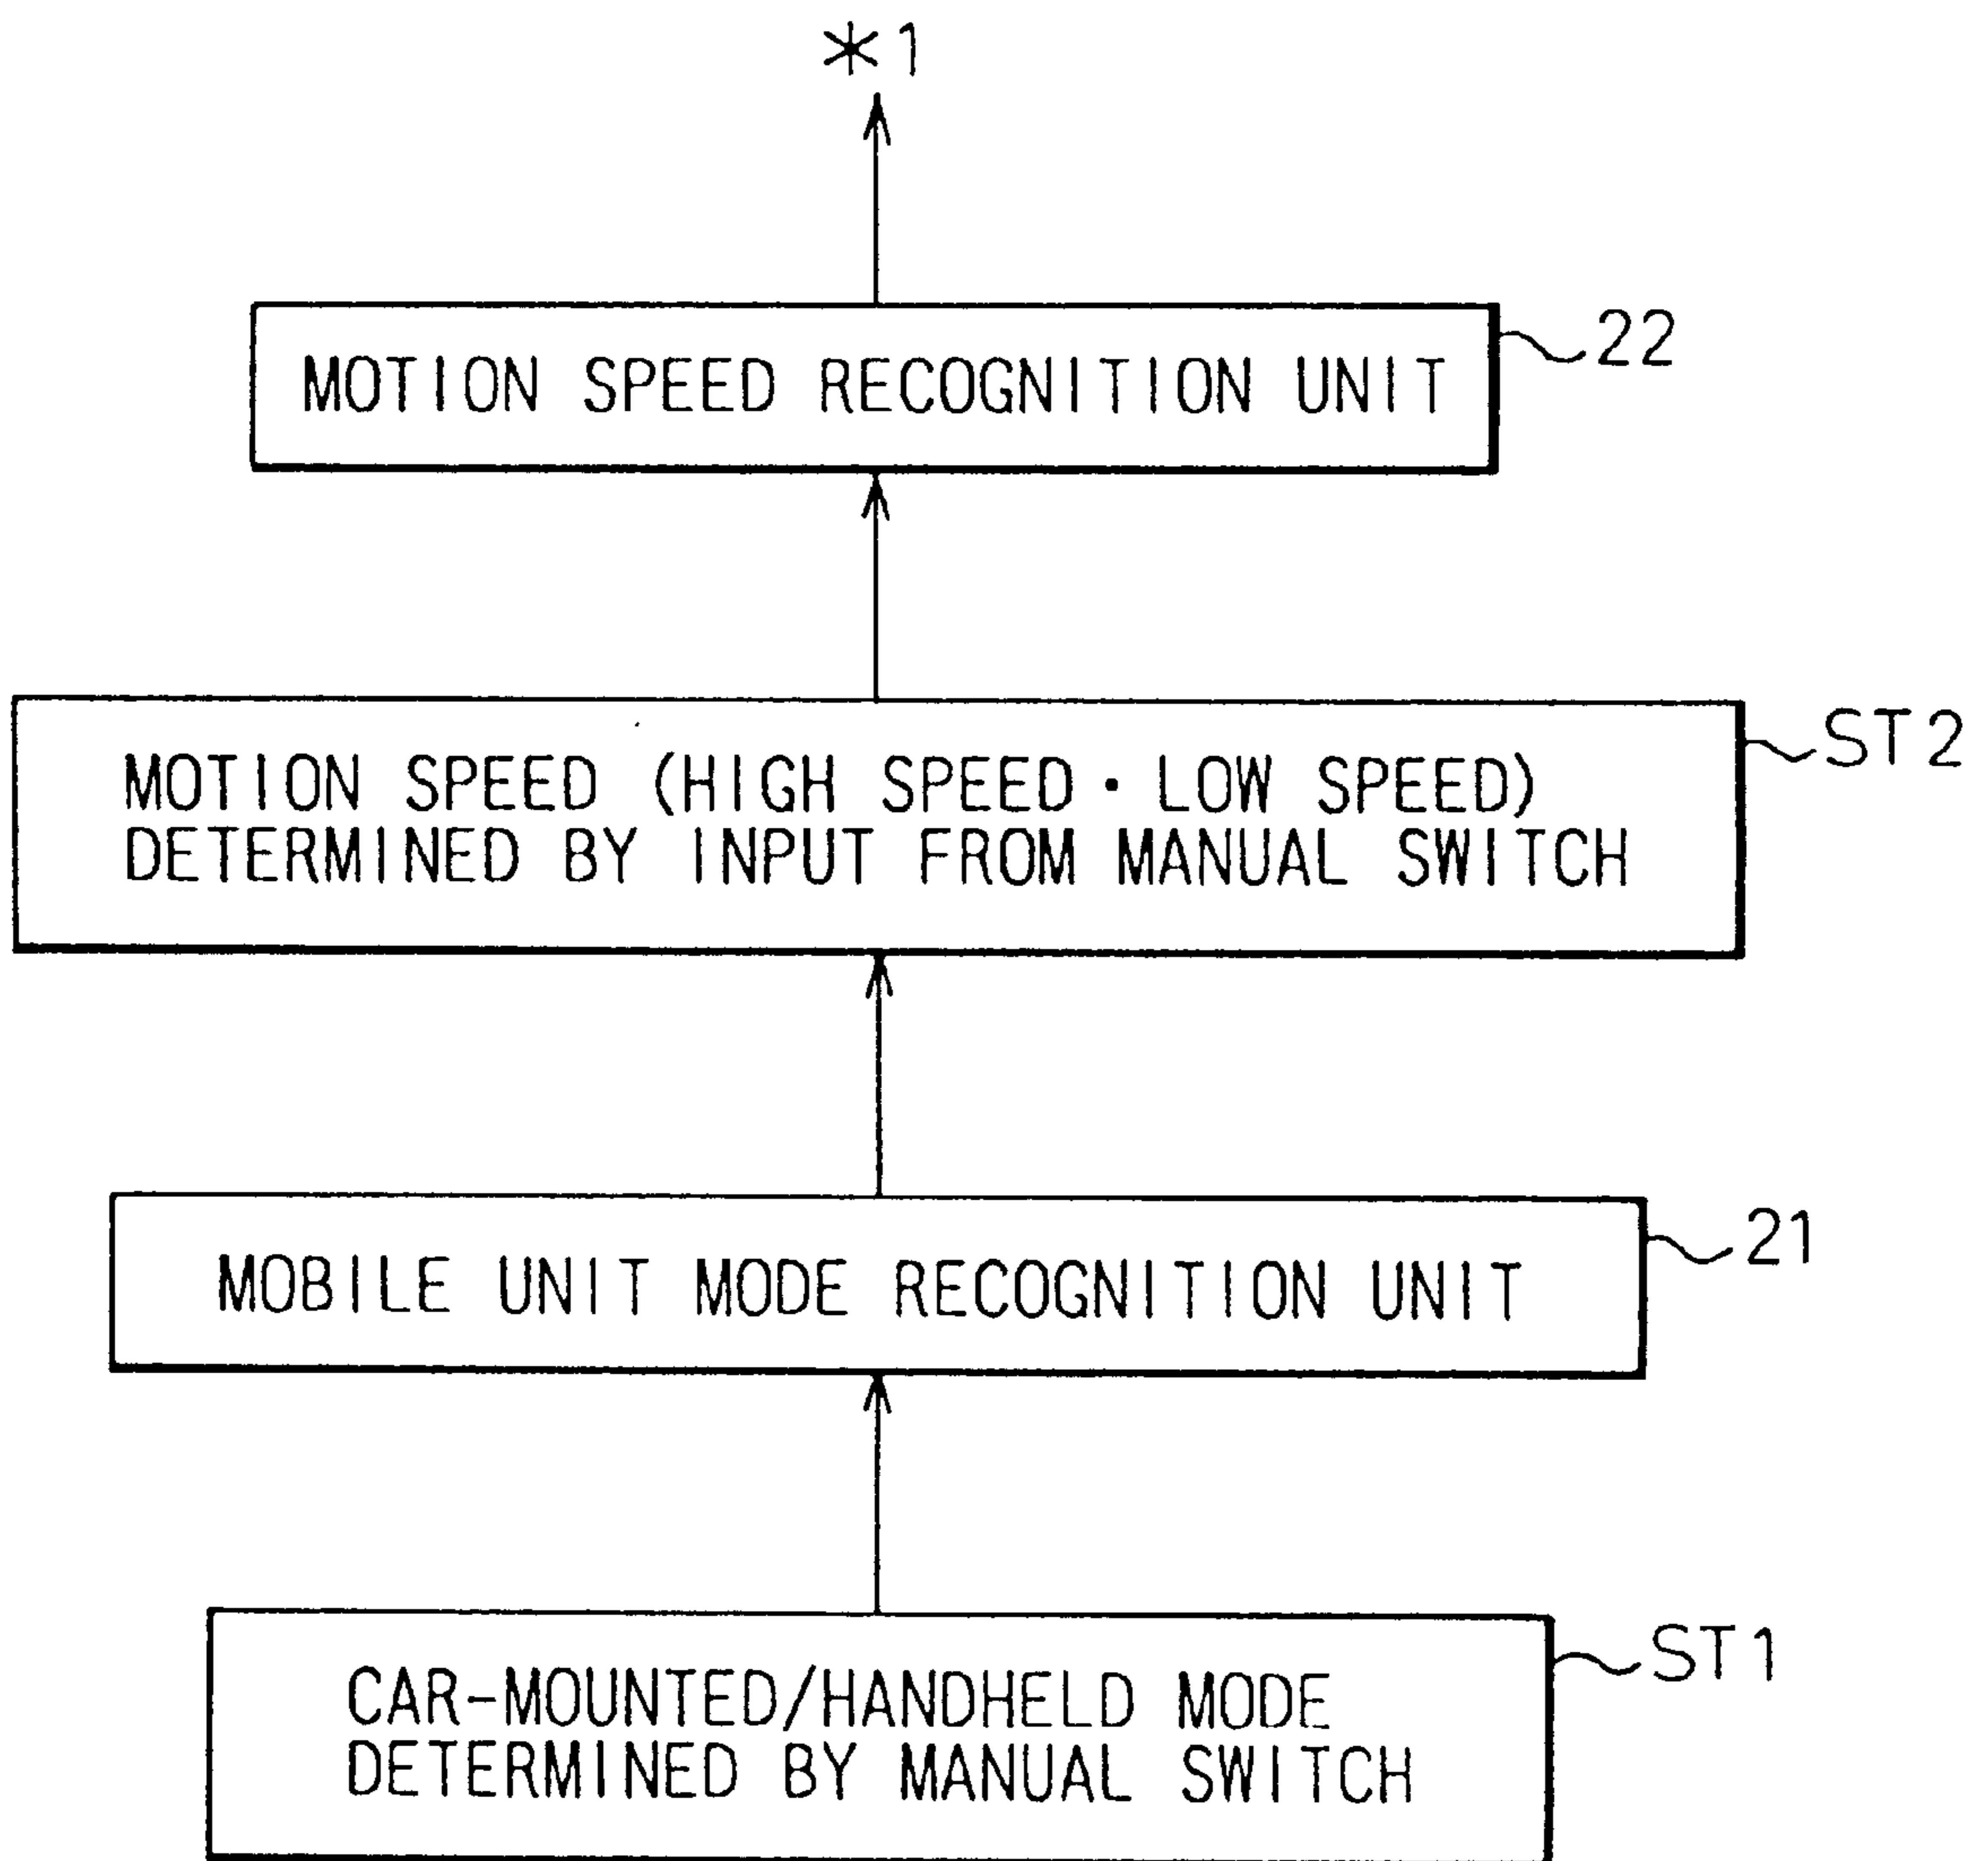 *1
MOTION SPEED RECOGNITION UNIT
22
MOTION SPEED (HIGH SPEED・LOW SPEED)
DETERMINED BY INPUT FROM MANUAL SWITCH
ST2
MOBILE UNIT MODE RECOGNITION UNIT
21
CAR-MOUNTED/HANDHELD MODE
DETERMINED BY MANUAL SWITCH
ST1